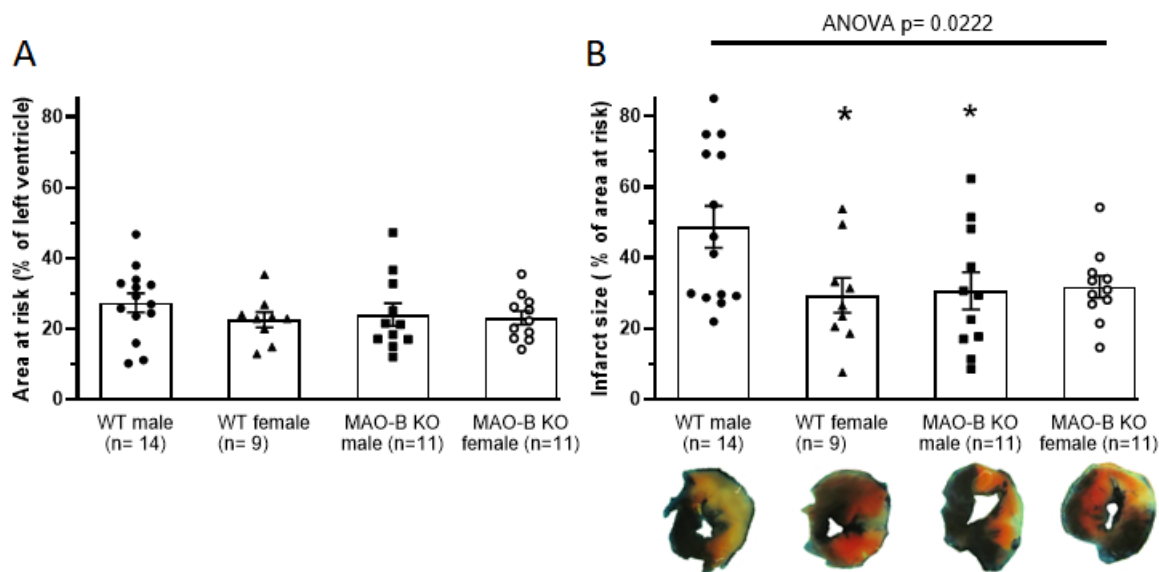 ANOVA p= 0.0222
A
Area at risk (% of left ventricle)
80
60
40
20
0
WT male
(n= 14)
WT female
(n= 9)
MAO-B KO
male (n=11)
MAO-B KO
female (n=11)
B
Infarct size ( % of area at risk)
80
60
40
20
0
*
*
WT male
(n= 14)
WT female
(n= 9)
MAO-B KO
male (n=11)
MAO-B KO
female (n=11)